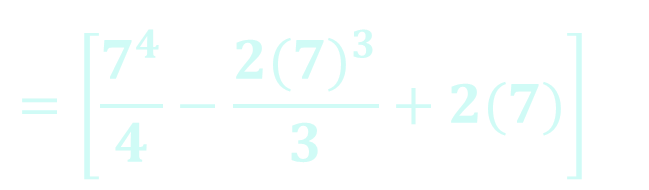 = [7⁴/4 − 2(7)³/3 + 2(7)]